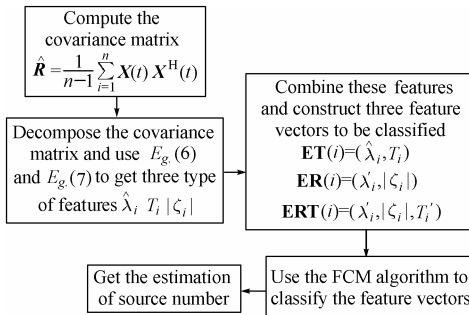 Compute the
covariance matrix
R̂ = 1/(n−1) ∑_{i=1}^{n} X(t) X^H(t)
Decompose the covariance
matrix and use Eg.(6)
and Eg.(7) to get three type
of features λ̂_i T_i |ζ_i|
Combine these features
and construct three feature
vectors to be classified
ET(i)=(λ̂_i,T_i)
ER(i)=(λ′_i,|ζ_i|)
ERT(i)=(λ′_i,|ζ_i|,T_i′)
Use the FCM algorithm to
classify the feature vectors
Get the estimation
of source number